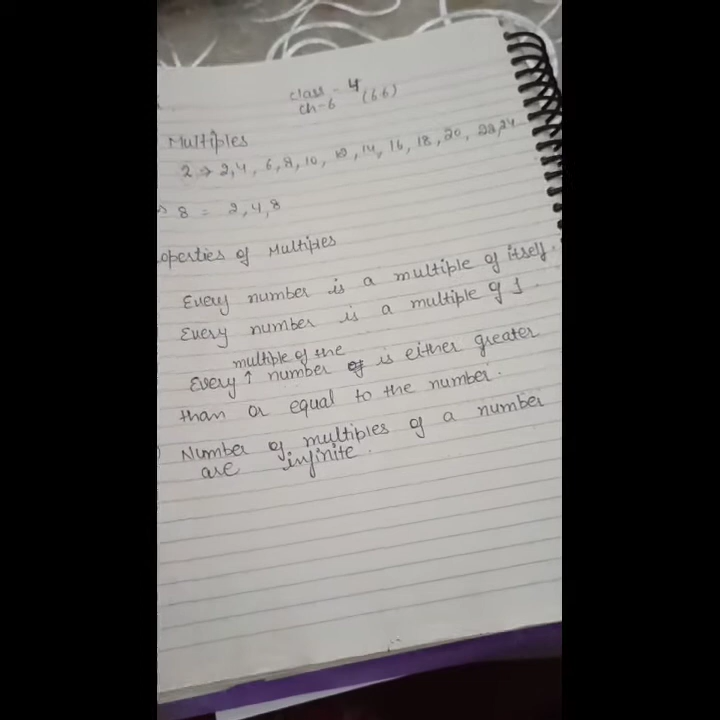 Class - 4
Ch-6 (66)
Multiples
2 → 2,4, 6, 8, 10, 12, 14, 16, 18, 20, 22,24
8 = 2,4,8
operties of Multiples
Every number is a multiple of itself.
Every number is a multiple of 1.
multiple of the
Every ↑ number is either greater
than or equal to the number.
Number of multiples of a number
are infinite.